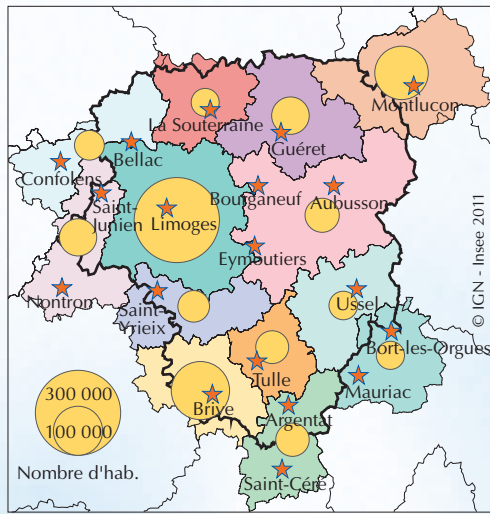 Montlucon
La Souterraine
Guéret
Bellac
Confolens
Saint-
Junien
Limoges
Bourganeuf
Aubusson
Eymoutiers
Nontron
Saint-
Yrieix
Ussel
Bort-les-Orgues
Tulle
Mauriac
Brive
Argentat
Saint-Céré
300 000
100 000
Nombre d'hab.
© IGN - Insee 2011